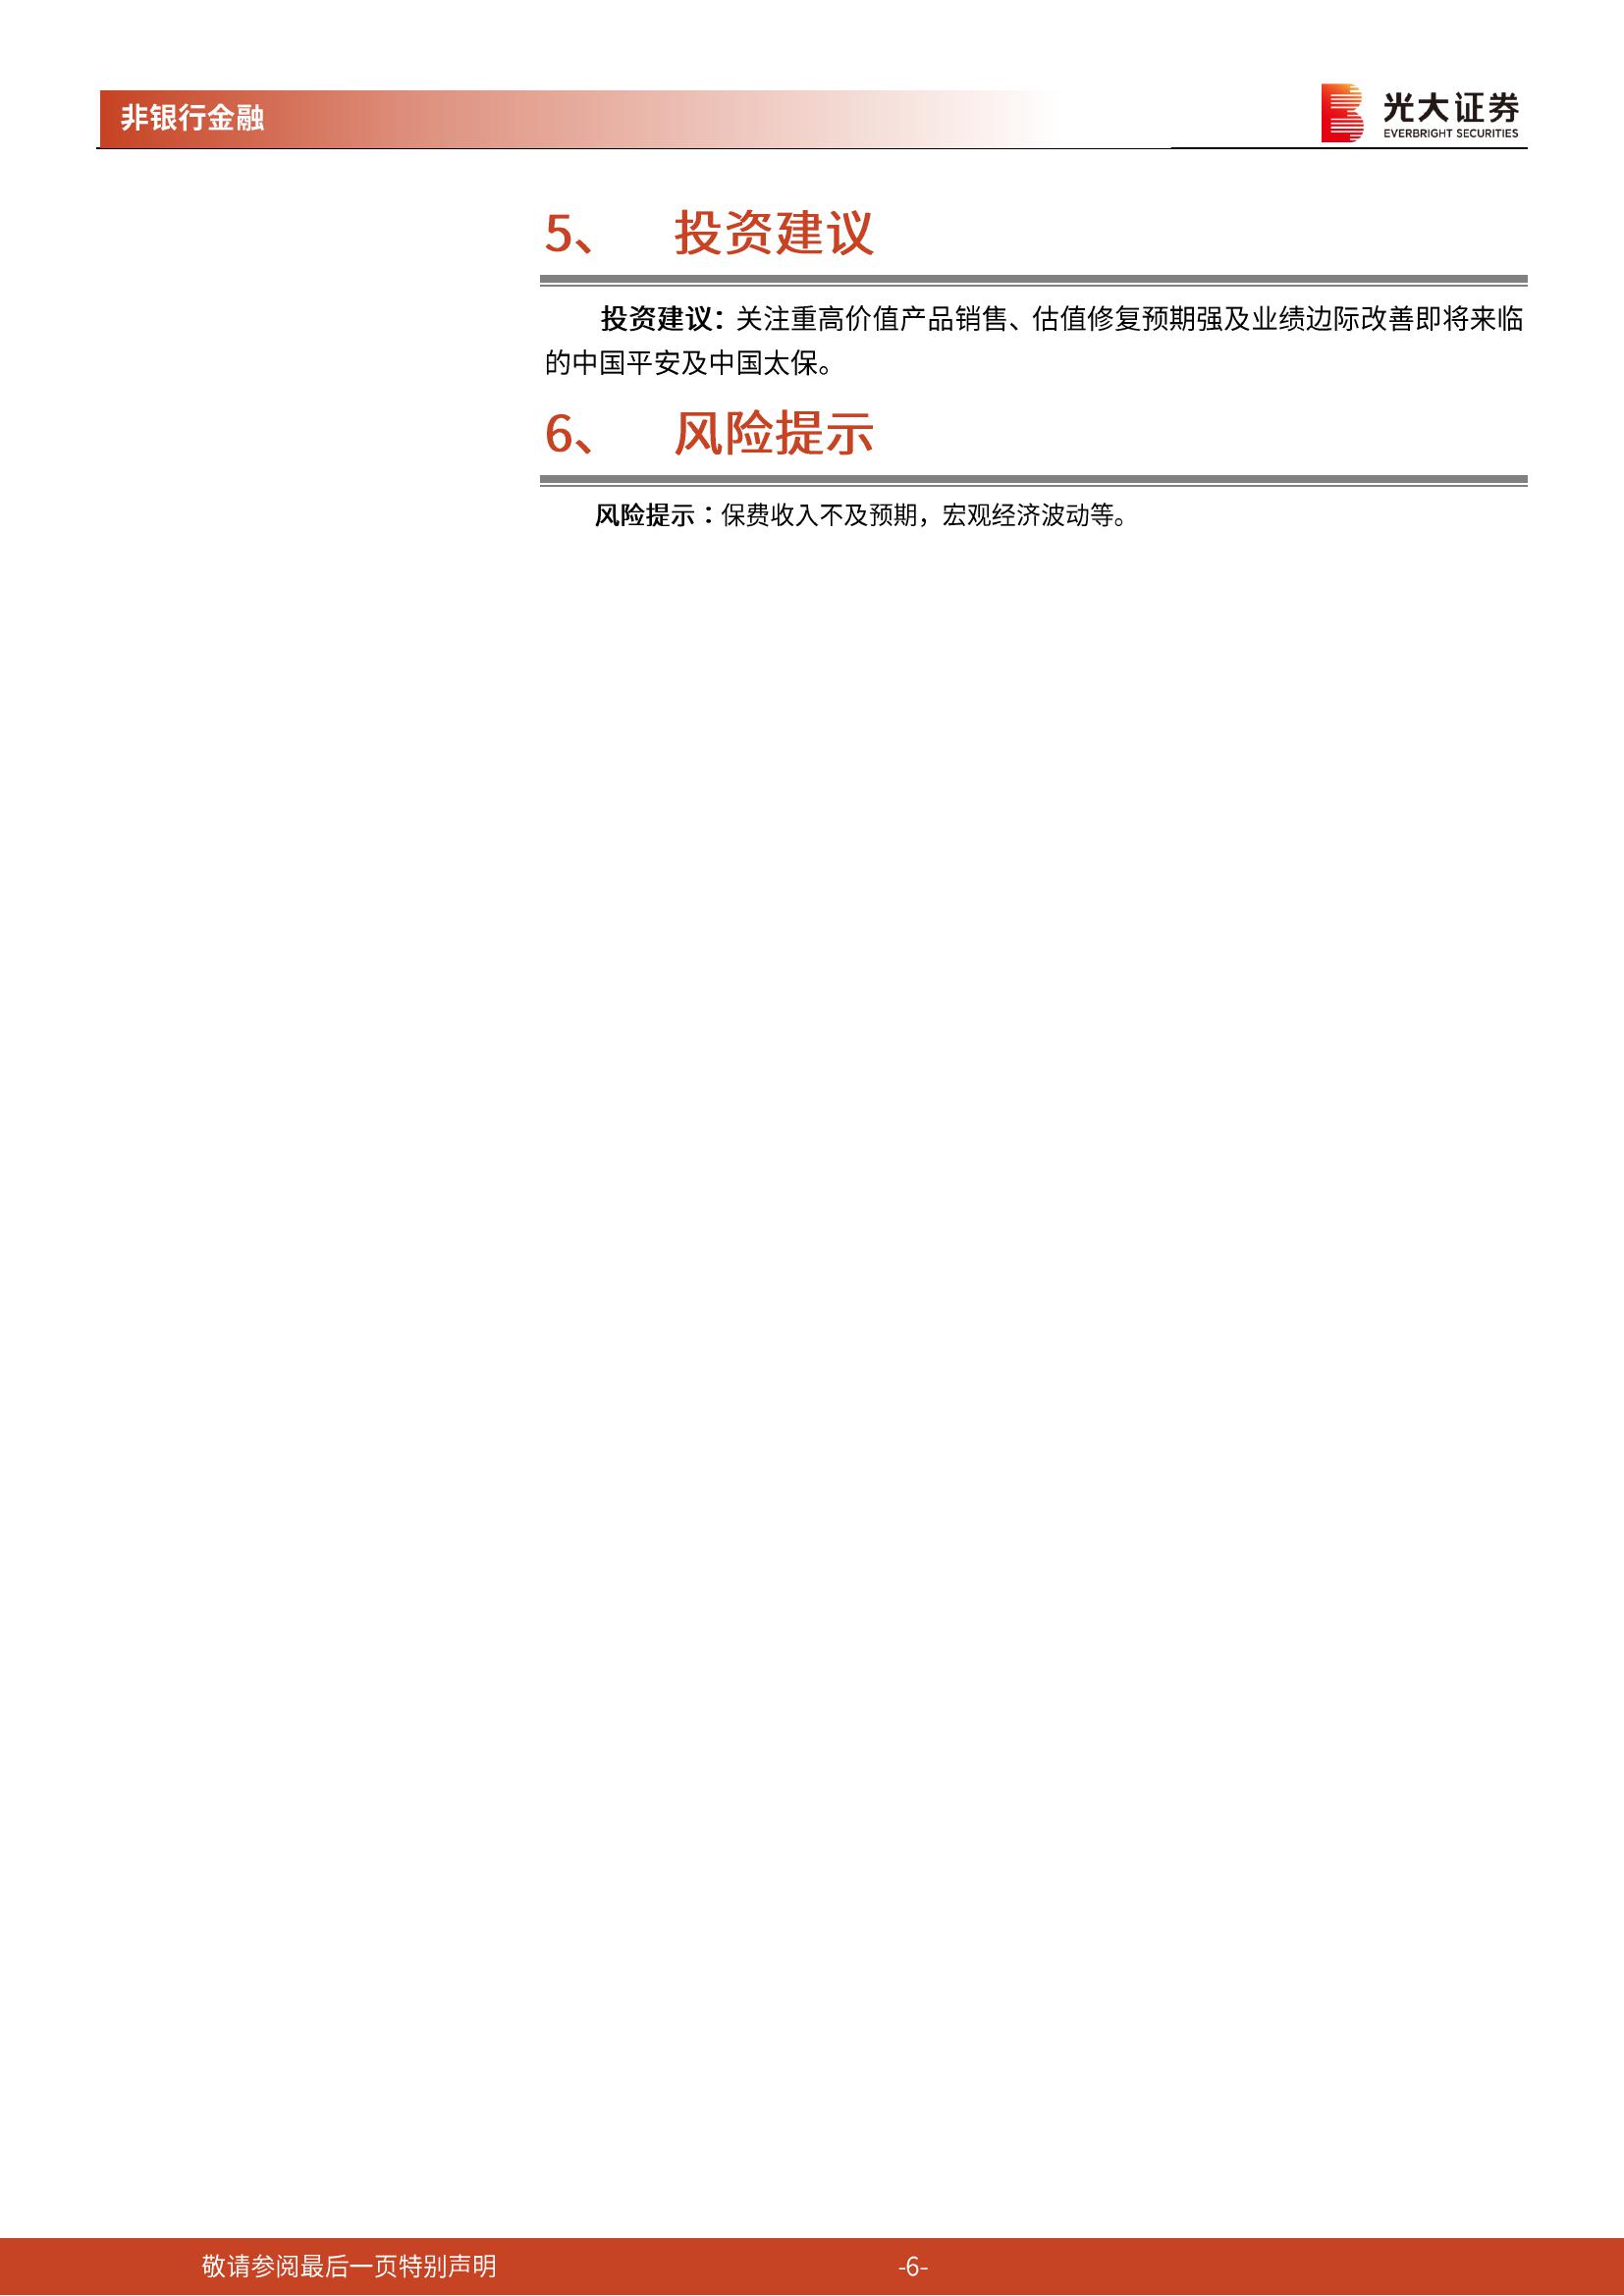 非银行金融
光大证券
EVERBRIGHT SECURITIES
5、 投资建议
投资建议：关注重高价值产品销售、估值修复预期强及业绩边际改善即将来临
的中国平安及中国太保。
6、 风险提示
风险提示：保费收入不及预期，宏观经济波动等。
敬请参阅最后一页特别声明 -6-